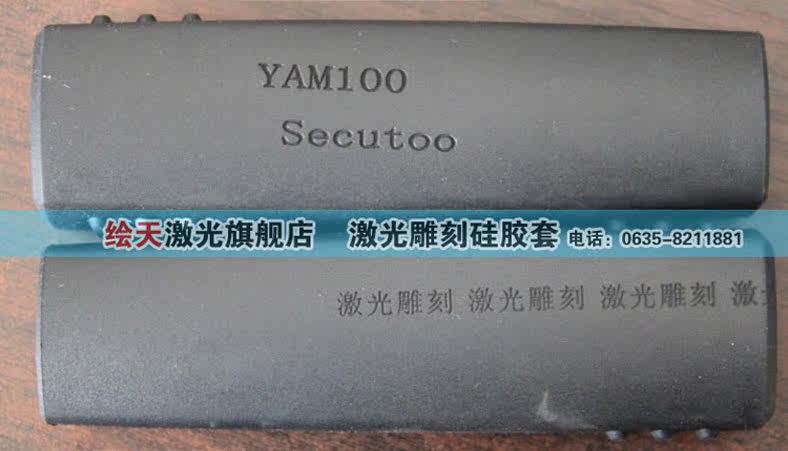 YAM100
Secutoo
绘天激光旗舰店 激光雕刻硅胶套 电话：0635-8211881
激光雕刻 激光雕刻 激光雕刻 激